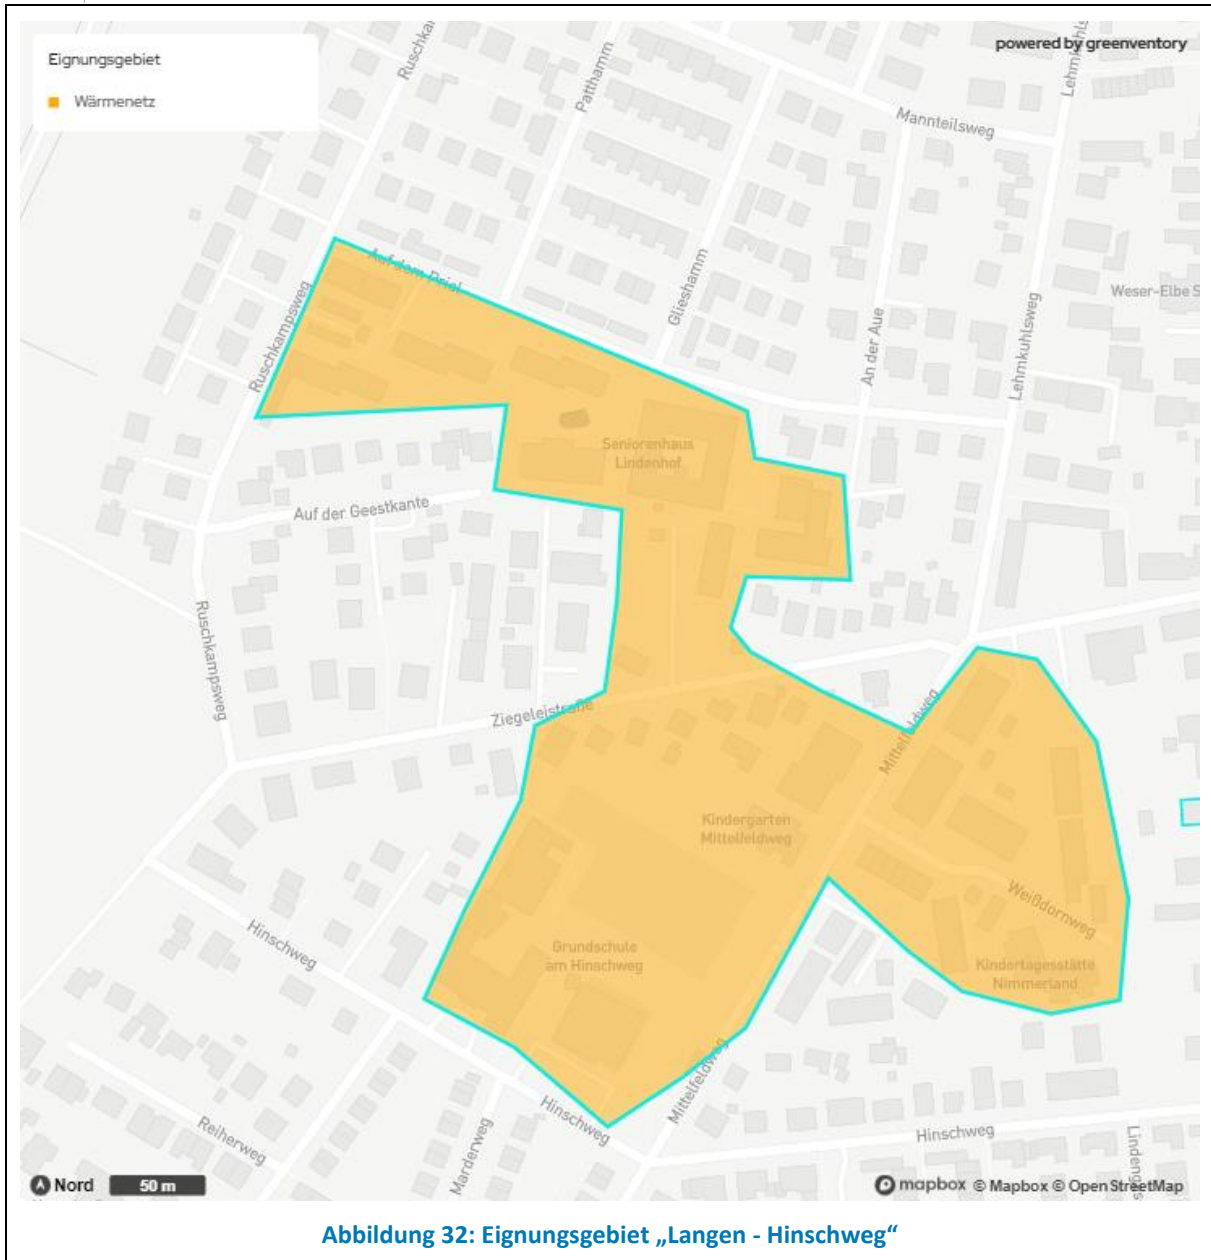 Eignungsgebiet
Wärmenetz
powered by greenventory
Patthamm
Mannteilsweg
Auf dem Priel
Ruschkampsweg
Glieshamm
An der Aue
Lehmkuhlsweg
Weser-Elbe S
Seniorenhaus
Lindenhof
Auf der Geestkante
Ruschkampsweg
Ziegeleistraße
Mittelfeldweg
Kindergarten
Mittelfeldweg
Weißdornweg
Hinschweg
Grundschule
am Hinschweg
Kindertagesstätte
Nimmerland
Mittelfeldweg
Hinschweg
Reiherweg
Marderweg
Hinschweg
Nord
50 m
mapbox © Mapbox © OpenStreetMap
Abbildung 32: Eignungsgebiet „Langen - Hinschweg“